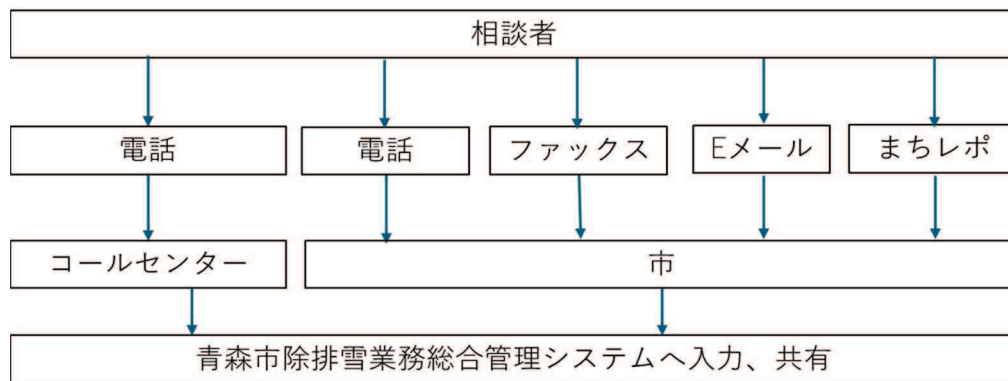 相談者
電話
電話
ファックス
Eメール
まちレポ
コールセンター
市
青森市除排雪業務総合管理システムへ入力、共有